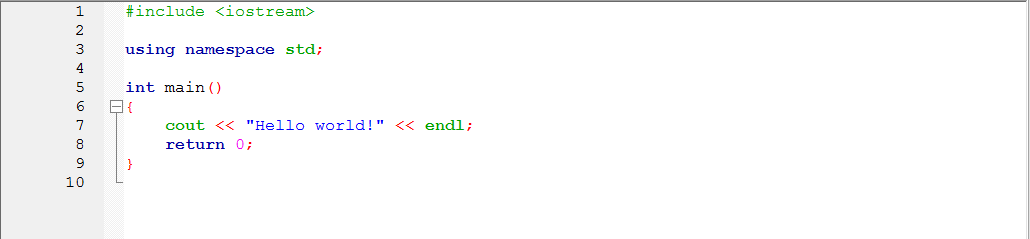 1 #include <iostream>
2
3 using namespace std;
4
5 int main()
6 {
7     cout << "Hello world!" << endl;
8     return 0;
9 }
10